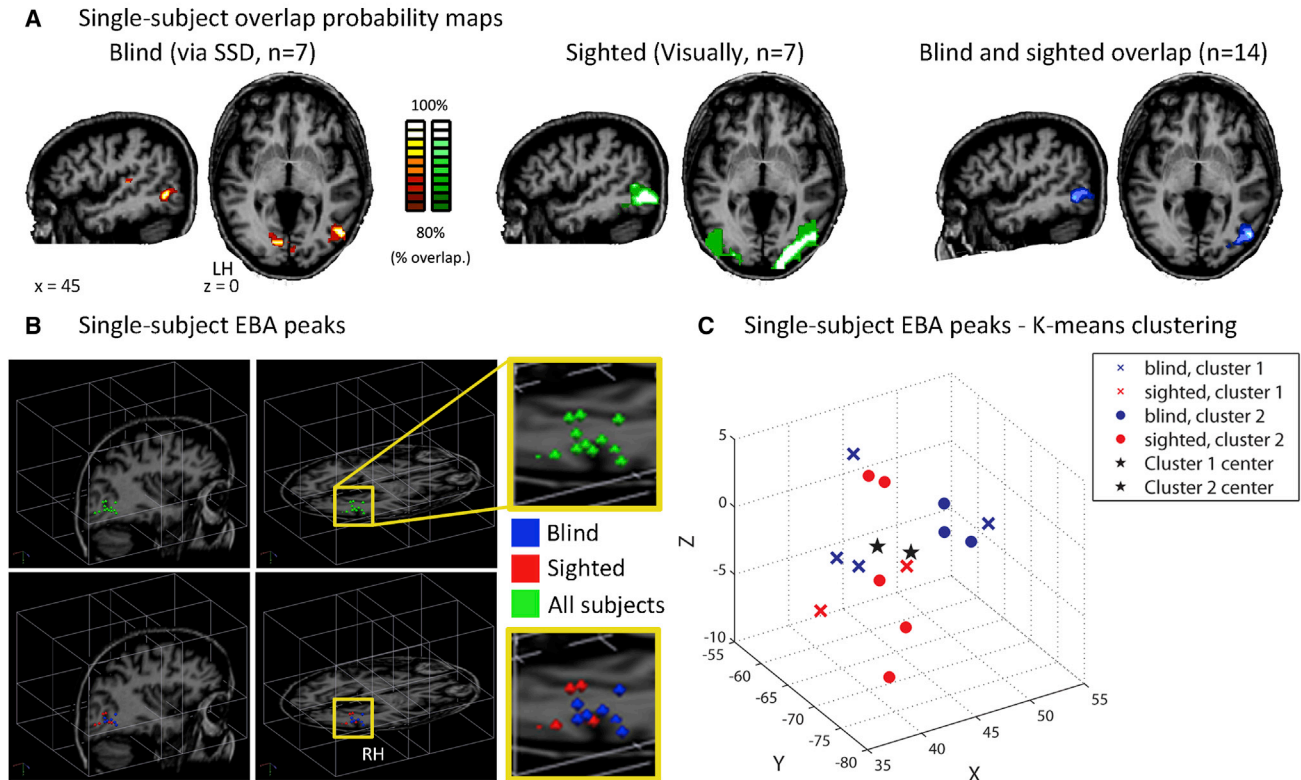 A Single-subject overlap probability maps
Blind (via SSD, n=7)
Sighted (Visually, n=7)
Blind and sighted overlap (n=14)
100%
80%
(% overlap.)
LH
x = 45
z = 0
B Single-subject EBA peaks
RH
Blind
Sighted
All subjects
C Single-subject EBA peaks - K-means clustering
blind, cluster 1
sighted, cluster 1
blind, cluster 2
sighted, cluster 2
Cluster 1 center
Cluster 2 center
5
0
-5
-10
Z
-55
-60
-65
-70
-75
-80
Y
35
40
45
50
55
X